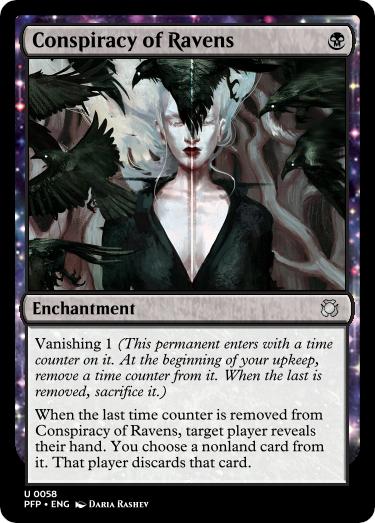 Conspiracy of Ravens
Enchantment
Vanishing 1 (This permanent enters with a time
counter on it. At the beginning of your upkeep,
remove a time counter from it. When the last is
removed, sacrifice it.)
When the last time counter is removed from
Conspiracy of Ravens, target player reveals
their hand. You choose a nonland card from
it. That player discards that card.
U 0058
PFP • ENG Daria Rashev